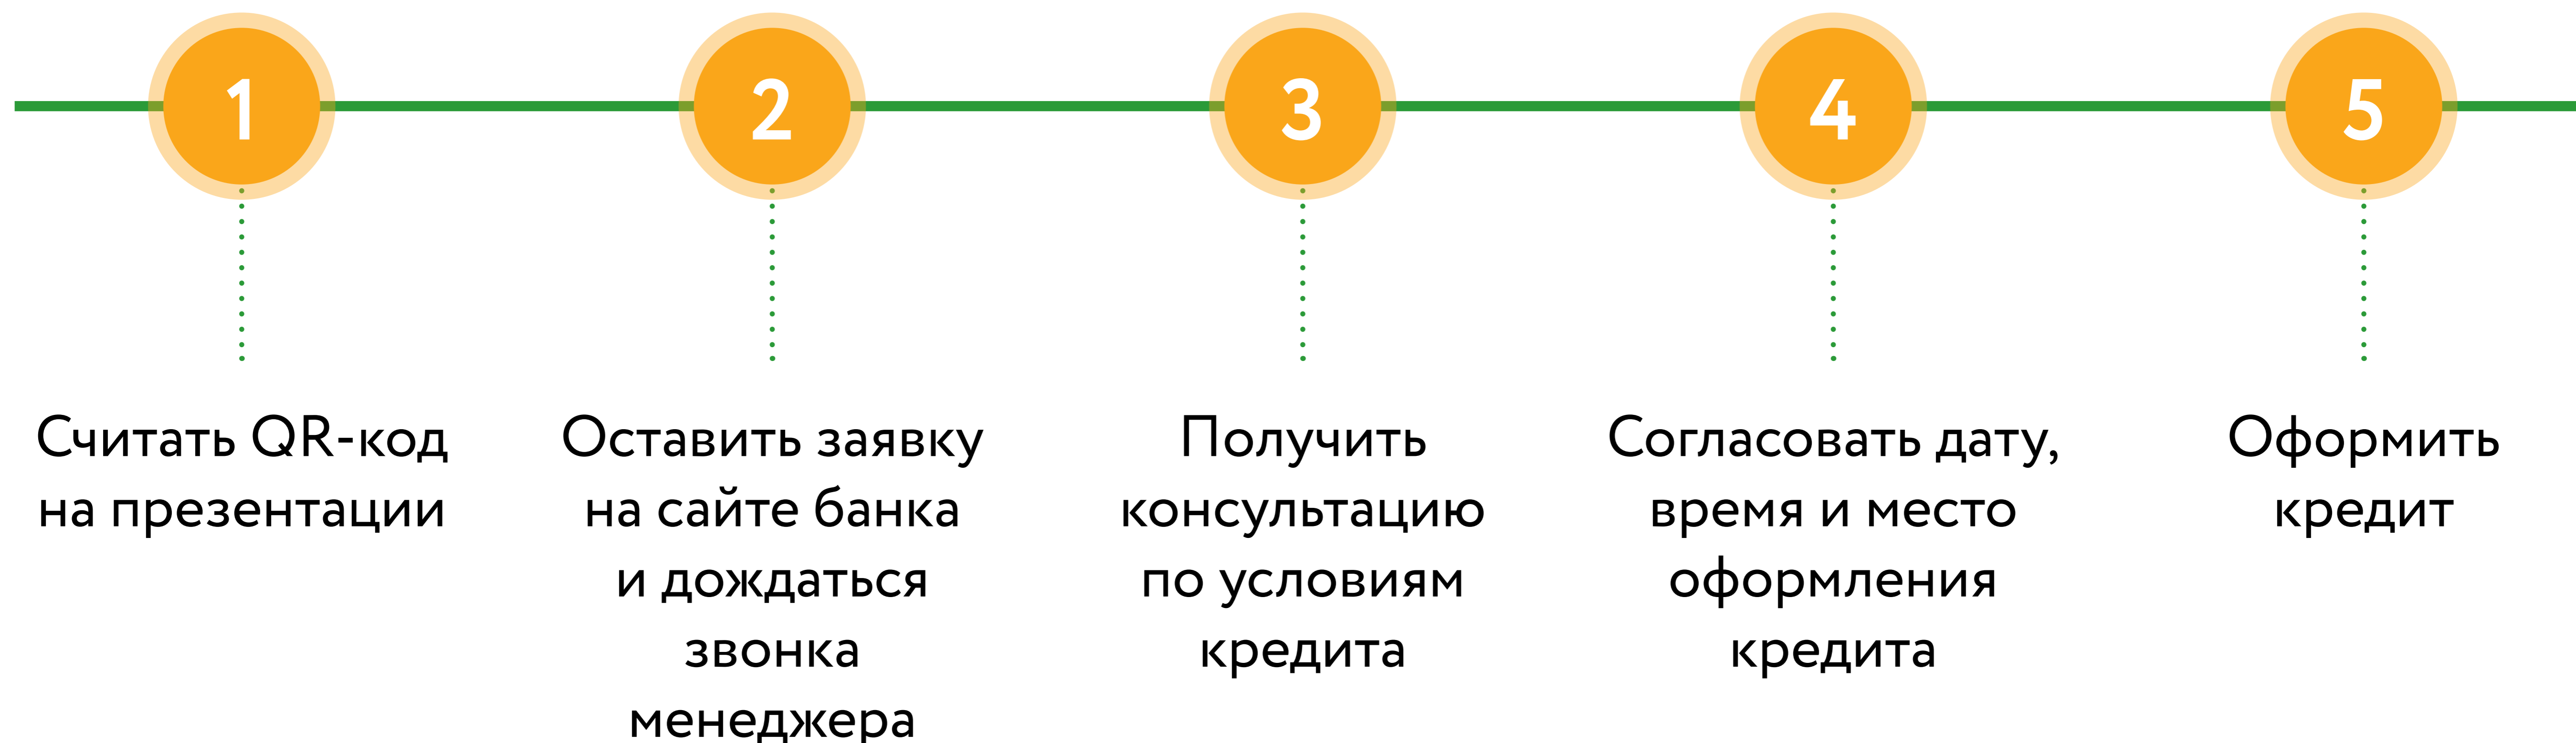 1
2
3
4
5
Считать QR-код
на презентации
Оставить заявку
на сайте банка
и дождаться
звонка
менеджера
Получить
консультацию
по условиям
кредита
Согласовать дату,
время и место
оформления
кредита
Оформить
кредит